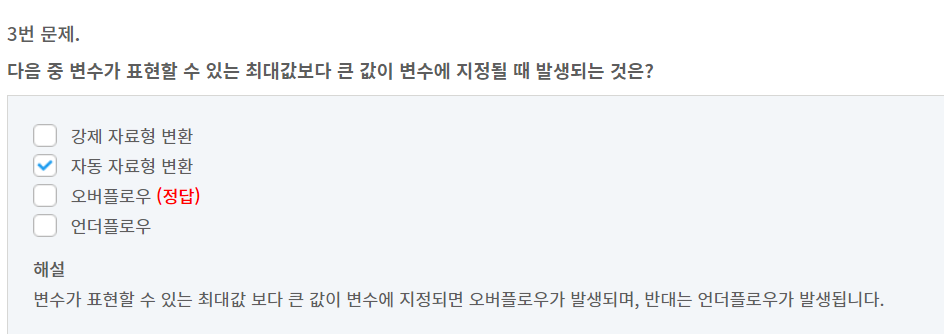 3번 문제.
다음 중 변수가 표현할 수 있는 최대값보다 큰 값이 변수에 지정될 때 발생되는 것은?
강제 자료형 변환
자동 자료형 변환
오버플로우 (정답)
언더플로우
해설
변수가 표현할 수 있는 최대값 보다 큰 값이 변수에 지정되면 오버플로우가 발생되며, 반대는 언더플로우가 발생됩니다.